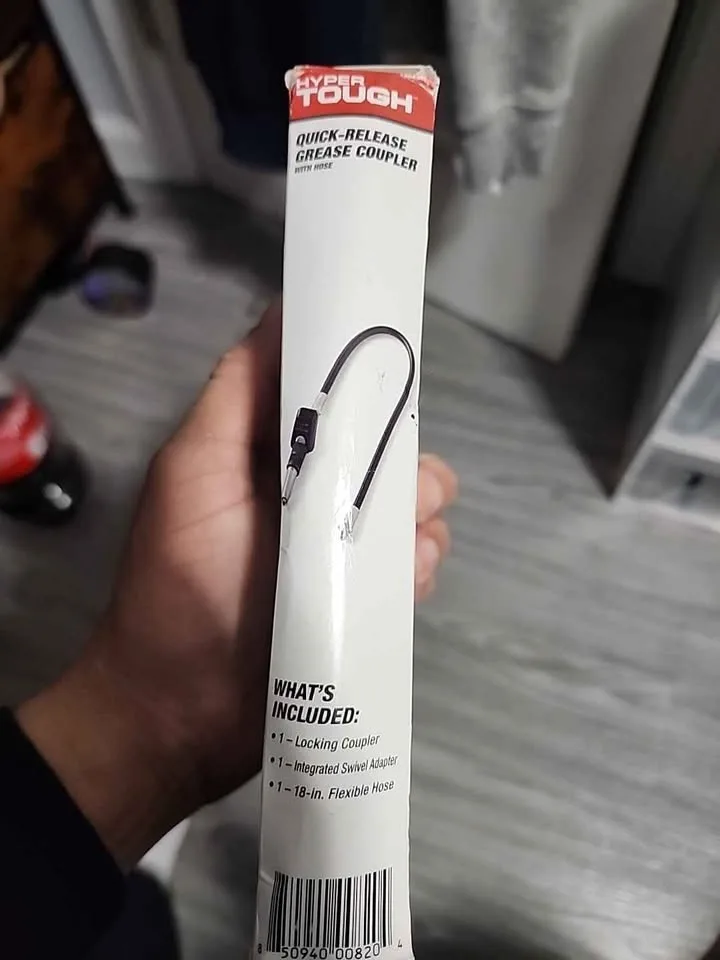 HYPER
TOUGH
QUICK-RELEASE
GREASE COUPLER
WITH HOSE
WHAT'S
INCLUDED:
• 1 – Locking Coupler
• 1 – Integrated Swivel Adapter
• 1 – 18-in. Flexible Hose
8 50940 00820 4